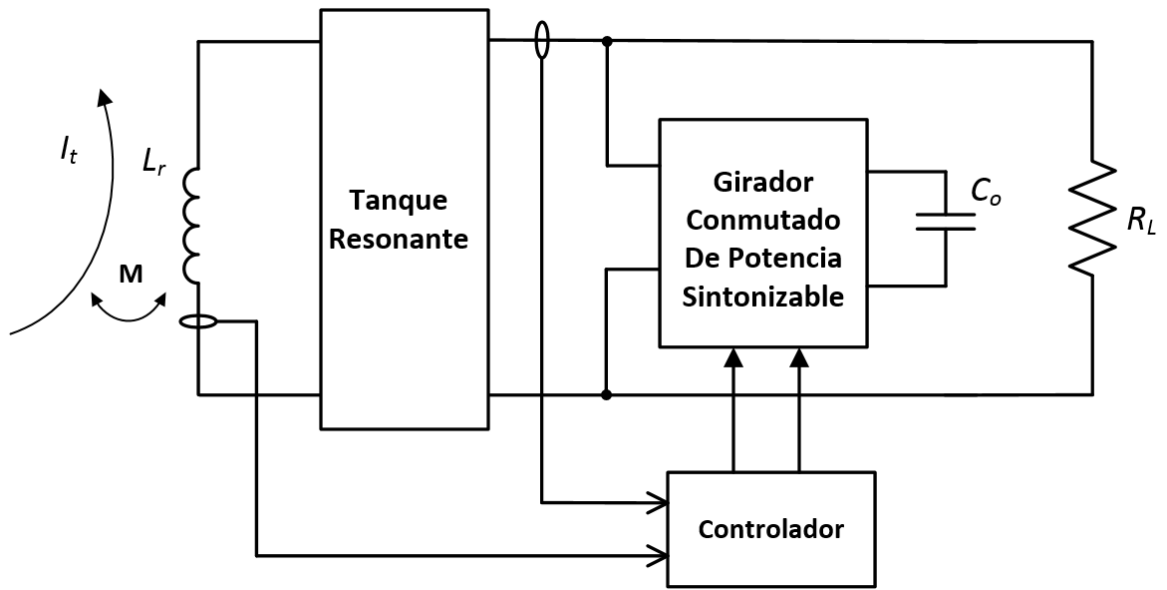 I_t
L_r
M
Tanque
Resonante
Girador
Conmutado
De Potencia
Sintonizable
C_o
R_L
Controlador